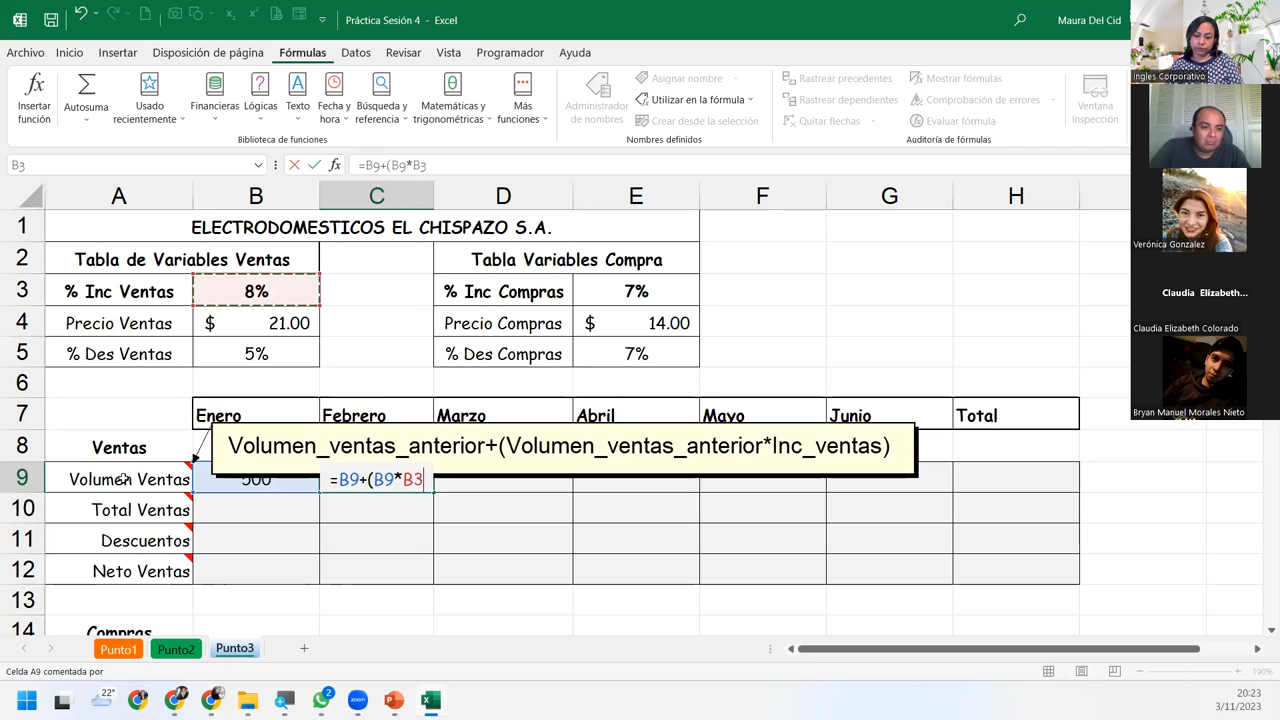 Práctica Sesión 4 - Excel
Maura Del Cid
Archivo Inicio Insertar Disposición de página Fórmulas Datos Revisar Vista Programador Ayuda
Insertar función
Autosuma
Usado recientemente
Financieras
Lógicas
Texto
Fecha y hora
Búsqueda y referencia
Matemáticas y trigonométricas
Más funciones
Biblioteca de funciones
Administrador de nombres
Asignar nombre
Utilizar en la fórmula
Crear desde la selección
Nombres definidos
Rastrear precedentes
Rastrear dependientes
Quitar flechas
Mostrar fórmulas
Comprobación de errores
Evaluar fórmula
Auditoría de fórmulas
Ventana Inspección
B3 fx =B9+(B9*B3
A B C D E F G H
1 ELECTRODOMESTICOS EL CHISPAZO S.A.
2 Tabla de Variables Ventas Tabla Variables Compra
3 % Inc Ventas 8% % Inc Compras 7%
4 Precio Ventas $ 21.00 Precio Compras $ 14.00
5 % Des Ventas 5% % Des Compras 7%
6
7 Enero Febrero Marzo Abril Mayo Junio Total
8 Ventas
Volumen_ventas_anterior+(Volumen_ventas_anterior*Inc_ventas)
9 Volumen Ventas 500 =B9+(B9*B3
10 Total Ventas
11 Descuentos
12 Neto Ventas
13
14 Compras
Punto1 Punto2 Punto3
Celda A9 comentada por
190%
22°
2
zoom
20:23
3/11/2023
Ingles Corporativo
Verónica Gonzalez
Claudia Elizabeth...
Claudia Elizabeth Colorado
Bryan Manuel Morales Nieto